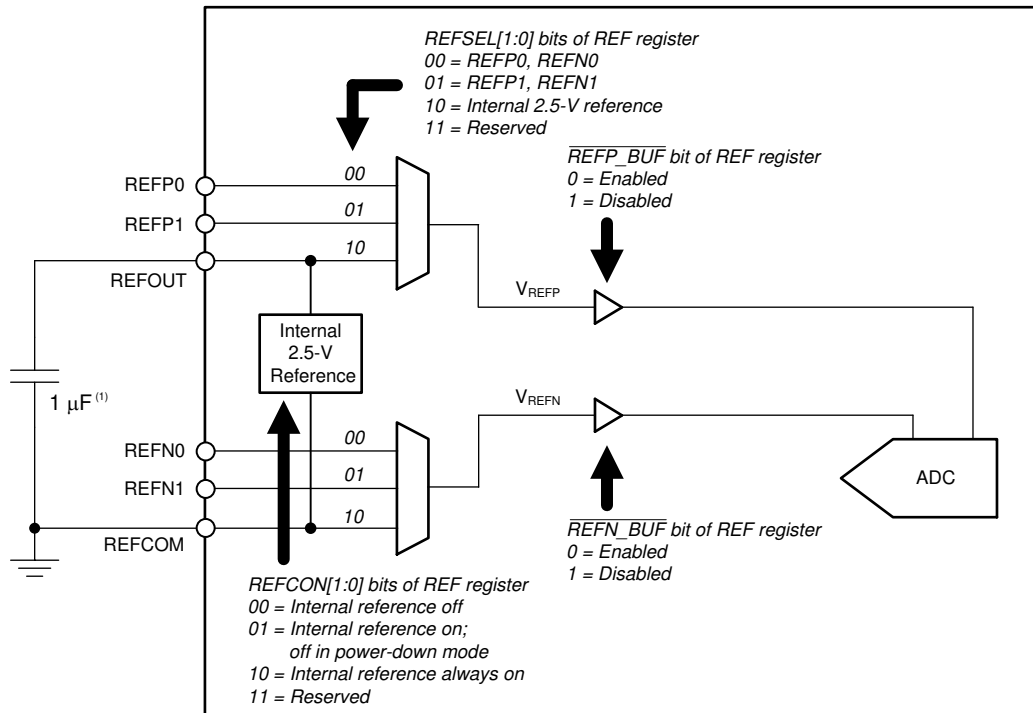 REFSEL[1:0] bits of REF register
00 = REFP0, REFN0
01 = REFP1, REFN1
10 = Internal 2.5-V reference
11 = Reserved
REFP_BUF bit of REF register
0 = Enabled
1 = Disabled
REFP0
00
REFP1
01
REFOUT
10
VREFP
Internal
2.5-V
Reference
1 μF(1)
VREFN
REFN0
00
REFN1
01
REFCOM
10
ADC
REFN_BUF bit of REF register
0 = Enabled
1 = Disabled
REFCON[1:0] bits of REF register
00 = Internal reference off
01 = Internal reference on;
off in power-down mode
10 = Internal reference always on
11 = Reserved